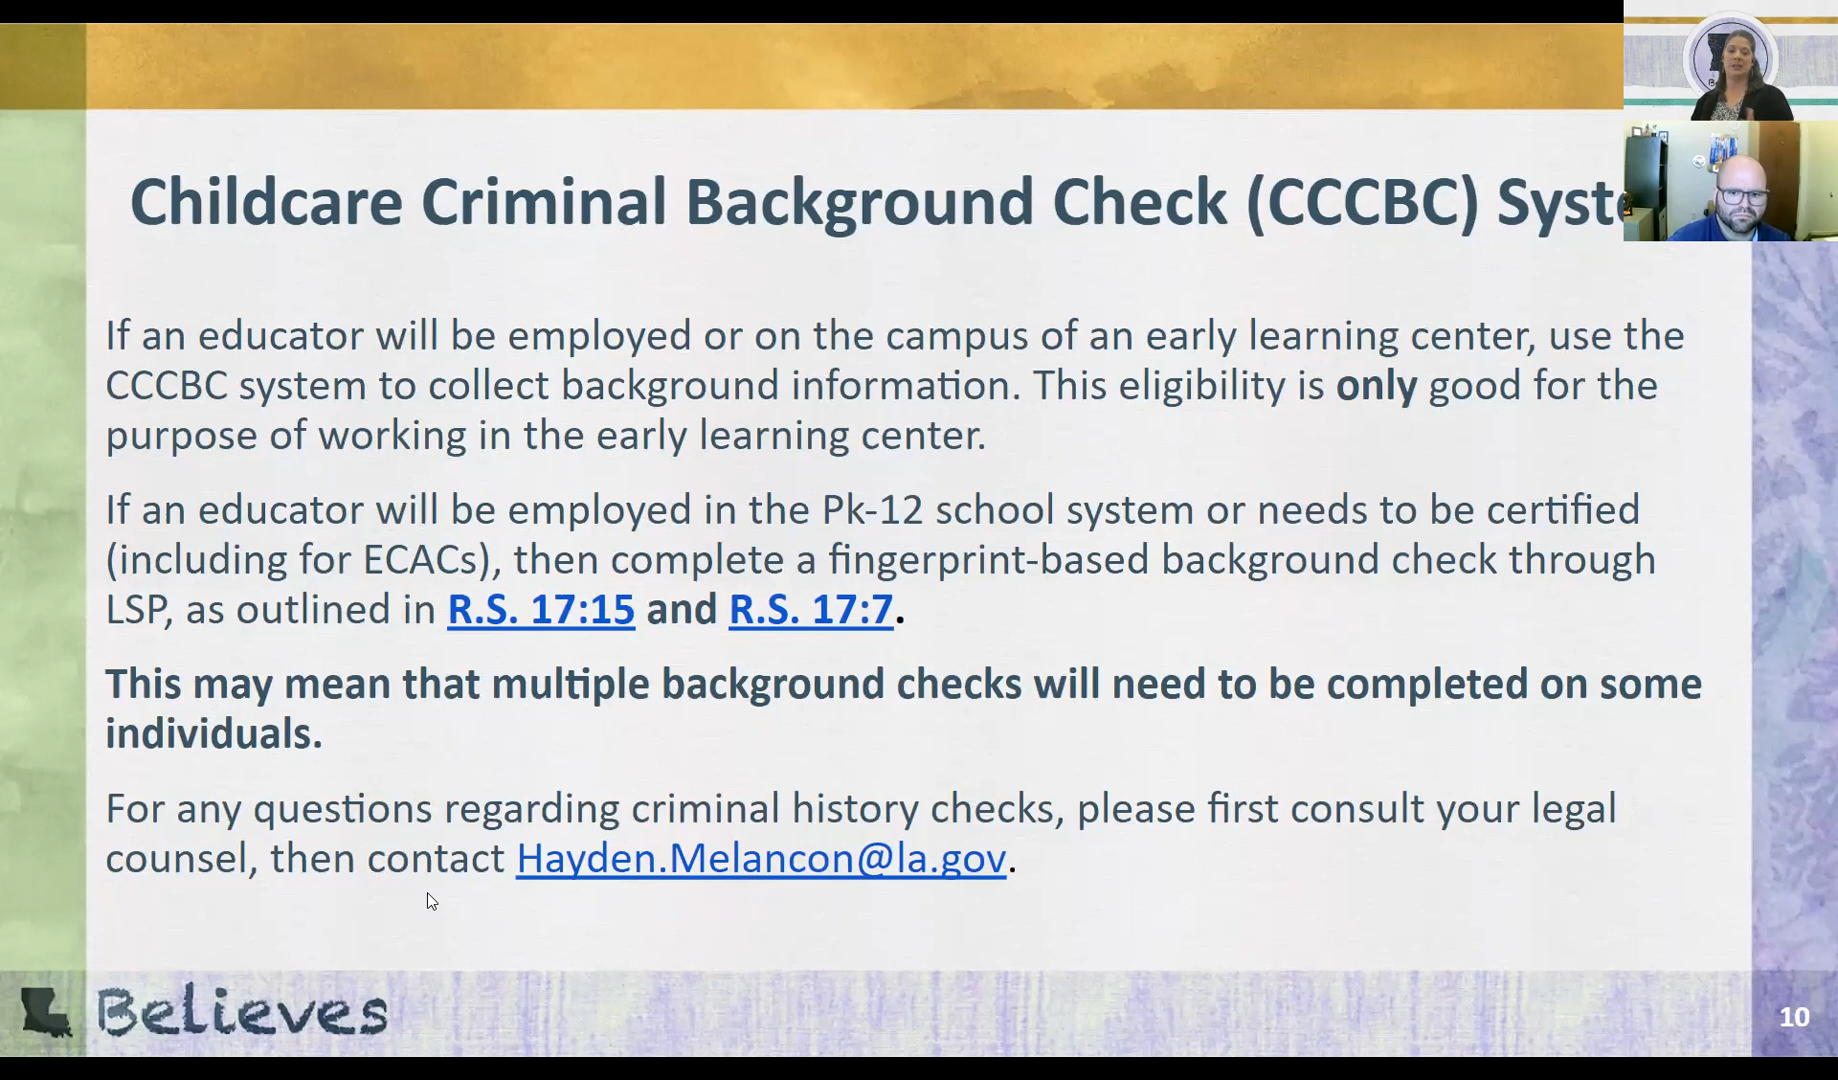 Childcare Criminal Background Check (CCCBC) Syste
If an educator will be employed or on the campus of an early learning center, use the
CCCBC system to collect background information. This eligibility is only good for the
purpose of working in the early learning center.
If an educator will be employed in the Pk-12 school system or needs to be certified
(including for ECACs), then complete a fingerprint-based background check through
LSP, as outlined in R.S. 17:15 and R.S. 17:7.
This may mean that multiple background checks will need to be completed on some
individuals.
For any questions regarding criminal history checks, please first consult your legal
counsel, then contact Hayden.Melancon@la.gov.
Believes
10